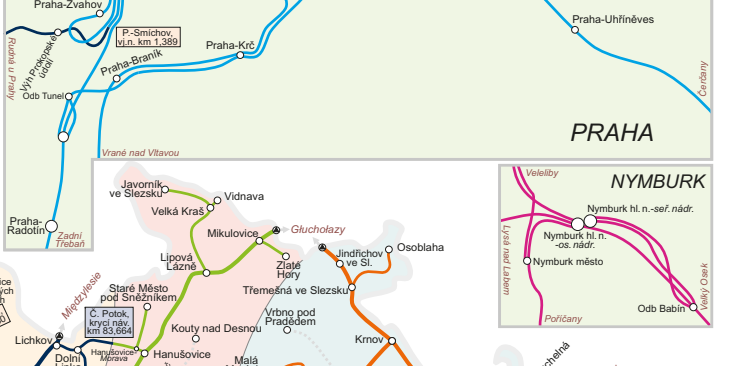 Praha-Zvahov
P.-Smíchov,
vj.n. km 1,389
Rudná u Prahy
Výh Prokopské
údolí
Praha-Krč
Praha-Braník
Odb Tunel
Praha-Uhříněves
Čerčany
PRAHA
Vrané nad Vltavou
Praha-
Radotín
Zadní
Třebaň
Veleliby
NYMBURK
Nymburk hl. n.-seř.nádr.
Nymburk hl. n.
-os. nádr.
Lysá nad Labem
Nymburk město
Velký Osek
Odb Babín
Poříčany
Javorník
ve Slezsku
Vidnava
Velká Kraš
Mikulovice
Głuchołazy
Jindřichov
ve Sl.
Osoblaha
Lipová
Lázně
Zlaté
Hory
Třemešná ve Slezsku
Międzylesie
Staré Město
pod Sněžníkem
Č. Potok,
krycí náv.
km 83,664
Vrbno pod
Pradědem
Kouty nad Desnou
Lichkov
Krnov
Hanušovice-
Morava
Hanušovice
Dolní
Lipka
Malá